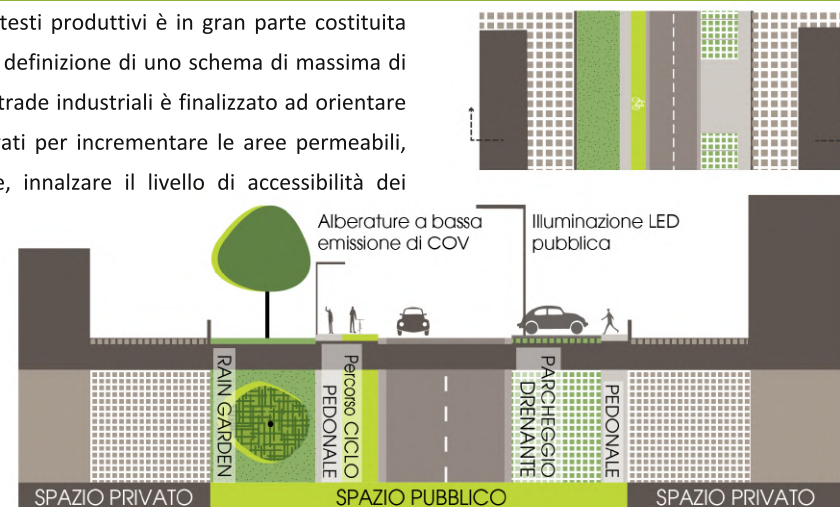 testi produttivi è in gran parte costituita
definizione di uno schema di massima di
trade industriali è finalizzato ad orientare
rati per incrementare le aree permeabili,
e, innalzare il livello di accessibilità dei
Alberature a bassa
emissione di COV
Illuminazione LED
pubblica
RAIN GARDEN
Percorso CICLO
PEDONALE
PARCHEGGIO
DRENANTE
PEDONALE
SPAZIO PRIVATO
SPAZIO PUBBLICO
SPAZIO PRIVATO